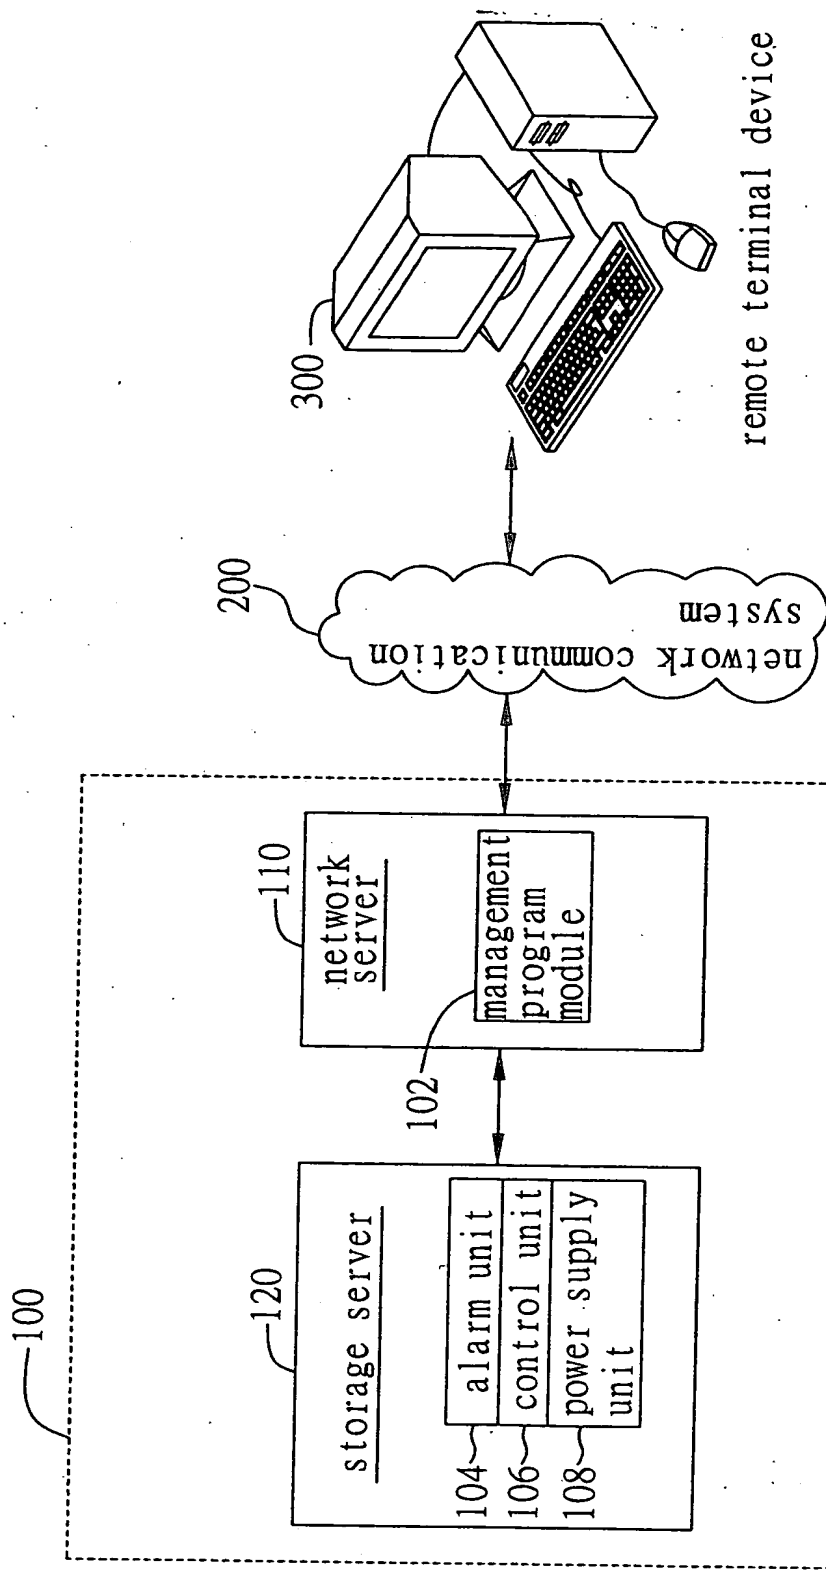 100
120
storage server
104
alarm unit
106
control unit
108
power supply
unit
110
network
server
102
management
program
module
200
network communication
system
300
remote terminal device